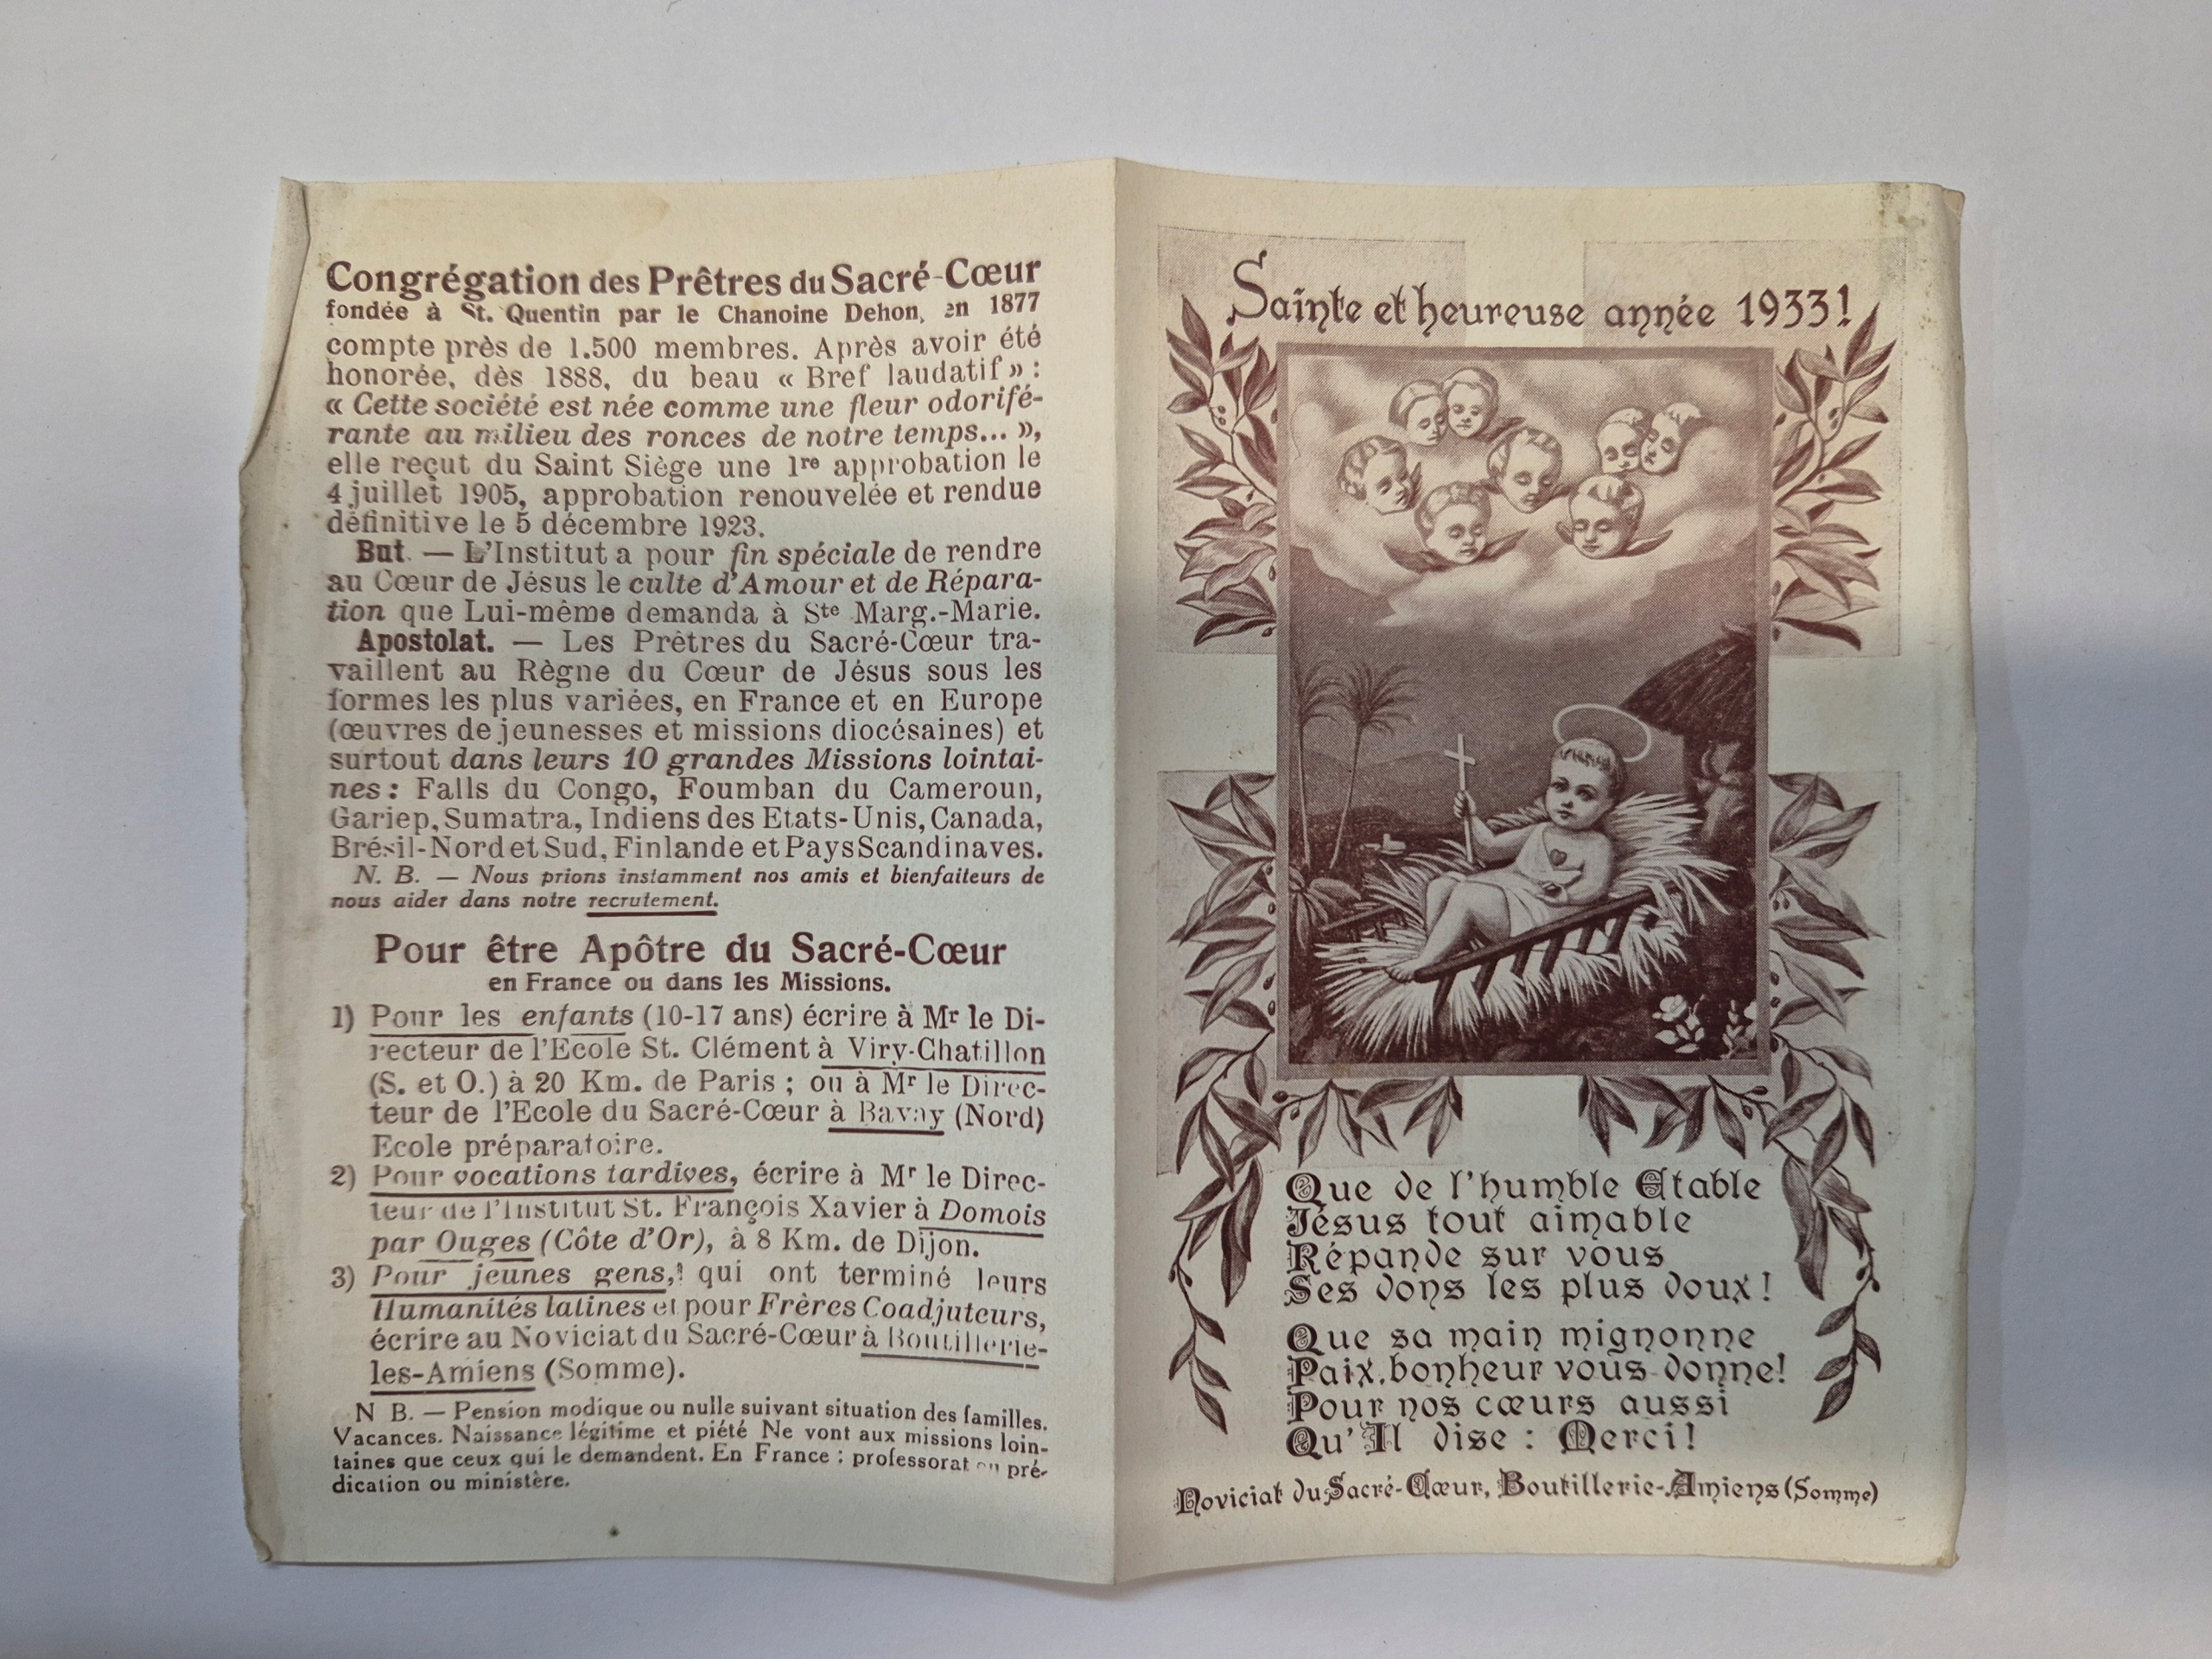 Congrégation des Prêtres du Sacré-Cœur
fondée à St. Quentin par le Chanoine Dehon, en 1877
compte près de 1.500 membres. Après avoir été
honorée, dès 1888, du beau « Bref laudatif » :
« Cette société est née comme une fleur odorifé-
rante au milieu des ronces de notre temps... »,
elle reçut du Saint Siège une 1re approbation le
4 juillet 1905, approbation renouvelée et rendue
définitive le 5 décembre 1923.
But. — L'Institut a pour fin spéciale de rendre
au Cœur de Jésus le culte d'Amour et de Répara-
tion que Lui-même demanda à Ste Marg.-Marie.
Apostolat. — Les Prêtres du Sacré-Cœur tra-
vaillent au Règne du Cœur de Jésus sous les
formes les plus variées, en France et en Europe
(œuvres de jeunesses et missions diocésaines) et
surtout dans leurs 10 grandes Missions lointai-
nes : Falls du Congo, Foumban du Cameroun,
Gariep, Sumatra, Indiens des Etats-Unis, Canada,
Brésil-Nord et Sud, Finlande et Pays Scandinaves.
N. B. — Nous prions instamment nos amis et bienfaiteurs de
nous aider dans notre recrutement.
Pour être Apôtre du Sacré-Cœur
en France ou dans les Missions.
1) Pour les enfants (10-17 ans) écrire à Mr le Di-
recteur de l'Ecole St. Clément à Viry-Chatillon
(S. et O.) à 20 Km. de Paris ; ou à Mr le Direc-
teur de l'Ecole du Sacré-Cœur à Bavay (Nord)
Ecole préparatoire.
2) Pour vocations tardives, écrire à Mr le Direc-
teur de l'Institut St. François Xavier à Domois
par Ouges (Côte d'Or), à 8 Km. de Dijon.
3) Pour jeunes gens, qui ont terminé leurs
Humanités latines et pour Frères Coadjuteurs,
écrire au Noviciat du Sacré-Cœur à Boutillerie-
les-Amiens (Somme).
N B. — Pension modique ou nulle suivant situation des familles.
Vacances. Naissance légitime et piété Ne vont aux missions loin-
taines que ceux qui le demandent. En France : professorat ou pré-
dication ou ministère.
Sainte et heureuse année 1933!
Que de l'humble Etable
Jésus tout aimable
Répande sur vous
Ses dons les plus doux!
Que sa main mignonne
Paix, bonheur vous donne!
Pour nos cœurs aussi
Qu'Il dise : Merci!
Noviciat du Sacré-Cœur, Boutillerie-Amiens (Somme)